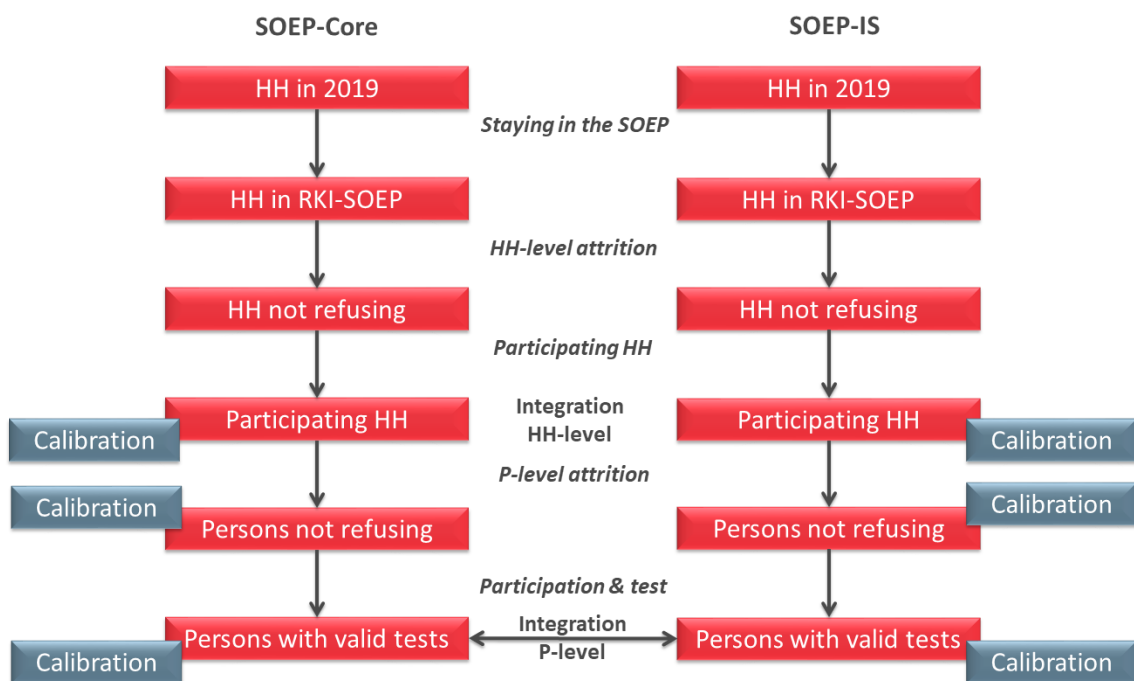 SOEP-Core
SOEP-IS
HH in 2019
HH in 2019
Staying in the SOEP
HH in RKI-SOEP
HH in RKI-SOEP
HH-level attrition
HH not refusing
HH not refusing
Participating HH
Participating HH
Integration
HH-level
Participating HH
Calibration
Calibration
P-level attrition
Calibration
Calibration
Persons not refusing
Persons not refusing
Participation & test
Persons with valid tests
Integration
P-level
Persons with valid tests
Calibration
Calibration